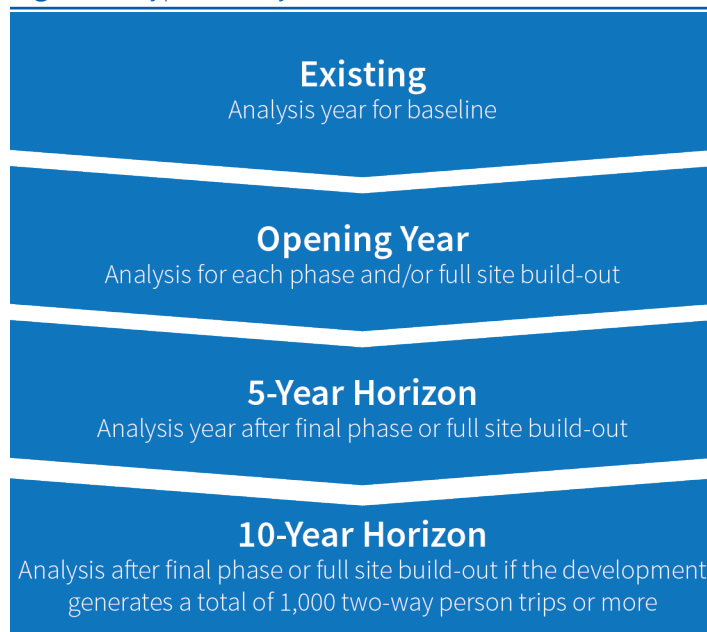 Existing
Analysis year for baseline
Opening Year
Analysis for each phase and/or full site build-out
5-Year Horizon
Analysis year after final phase or full site build-out
10-Year Horizon
Analysis after final phase or full site build-out if the development
generates a total of 1,000 two-way person trips or more